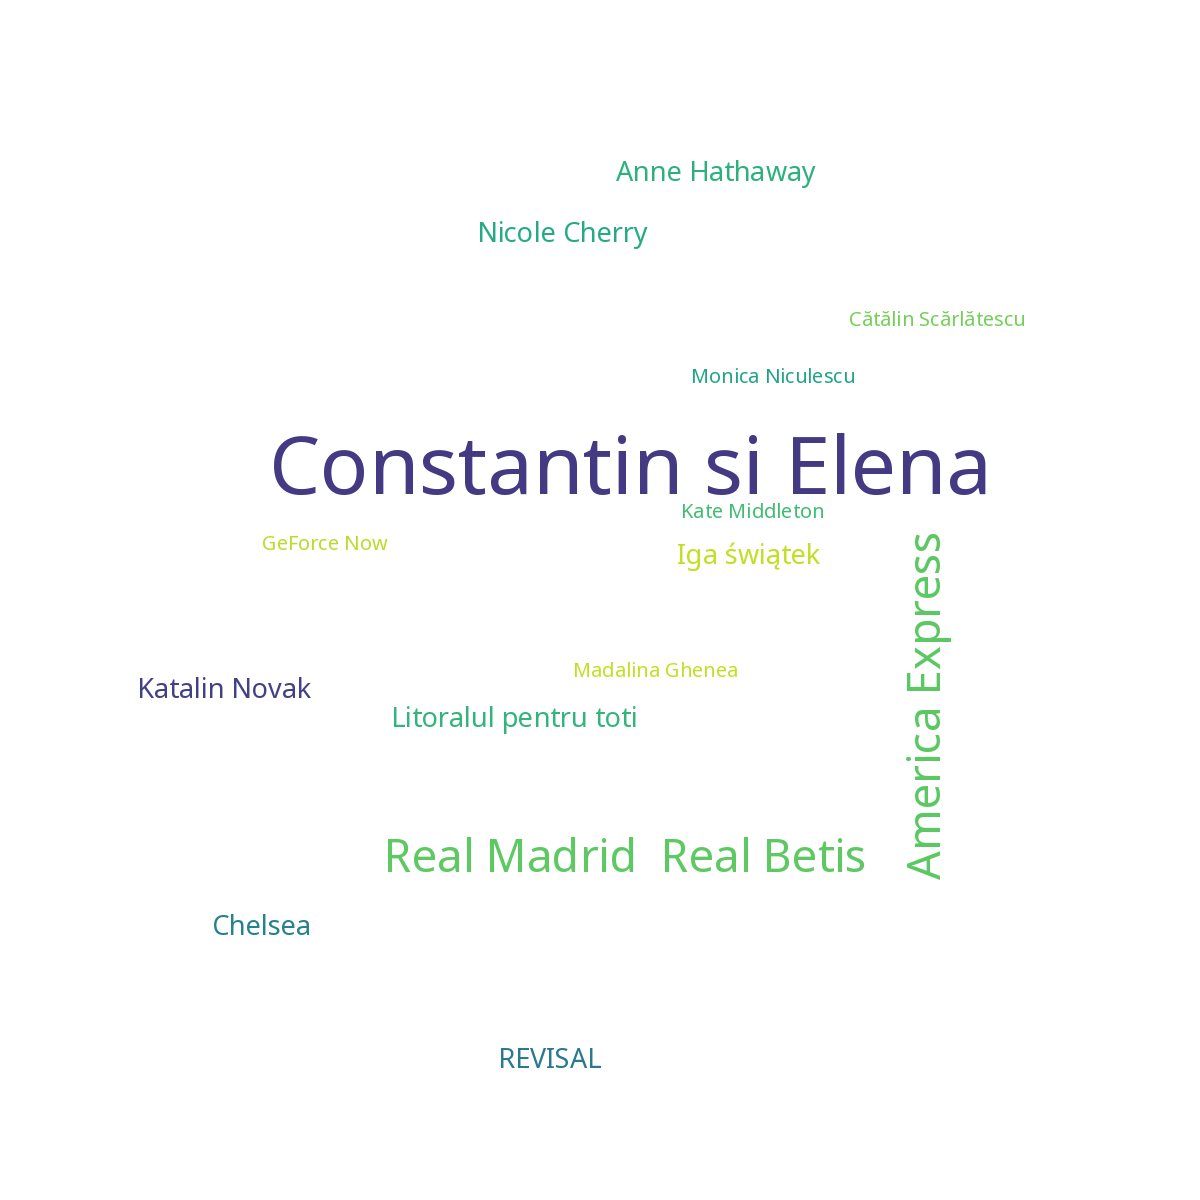 Anne Hathaway
Nicole Cherry
Cătălin Scărlătescu
Monica Niculescu
Constantin si Elena
Kate Middleton
GeForce Now
Iga świątek
America Express
Madalina Ghenea
Katalin Novak
Litoralul pentru toti
Real Madrid Real Betis
Chelsea
REVISAL